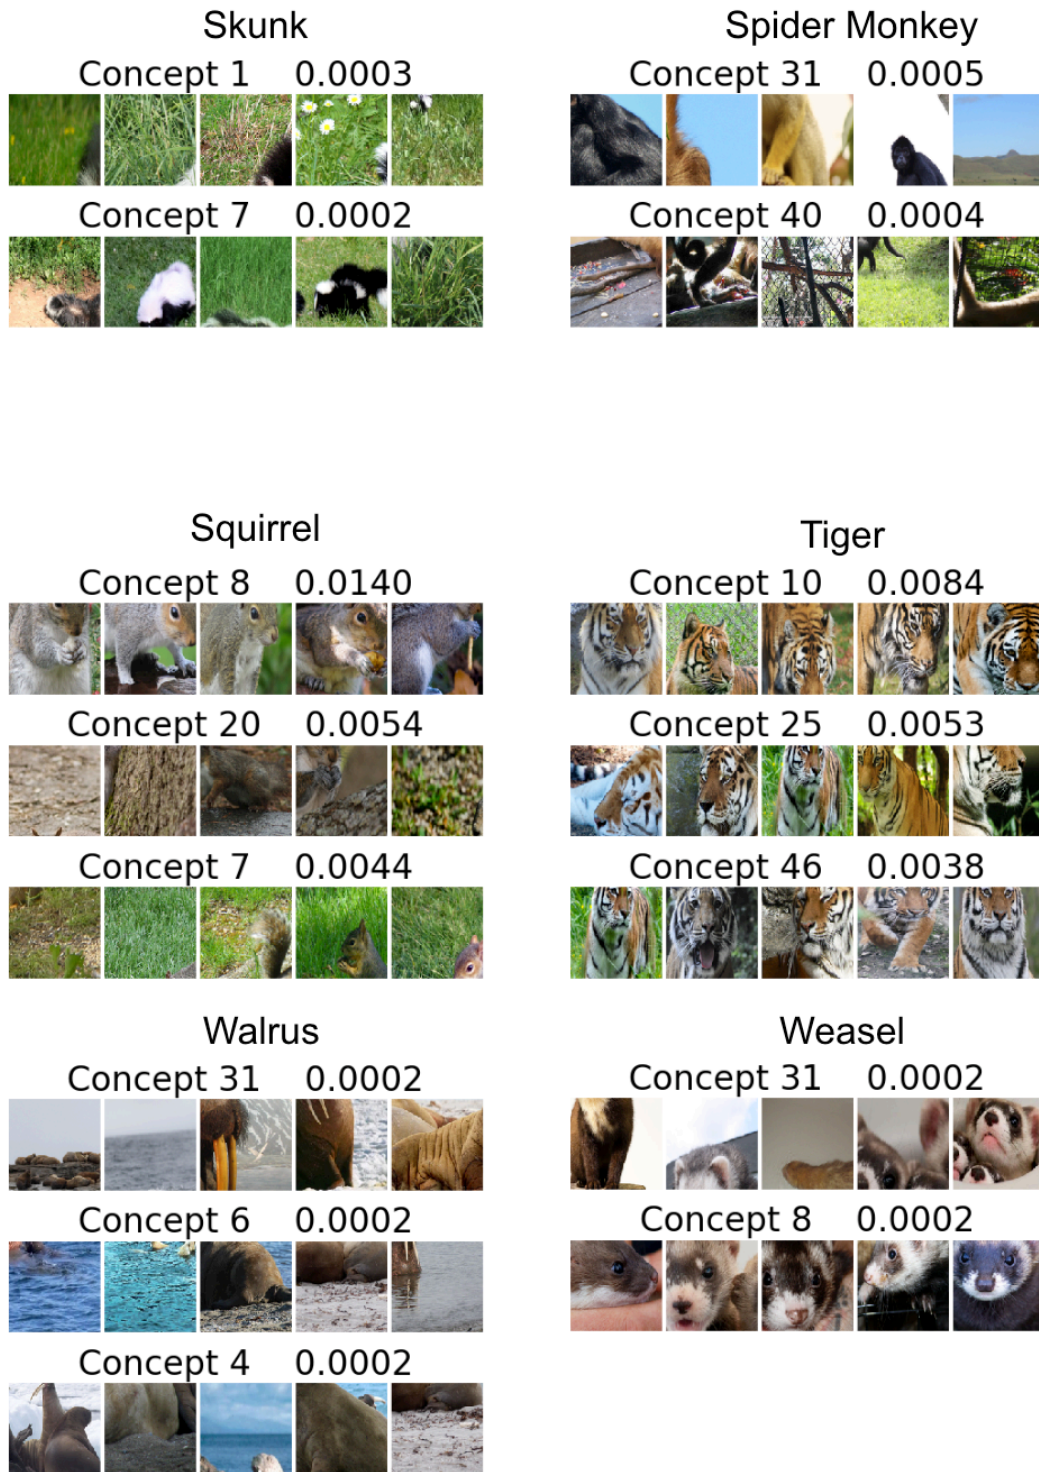 Skunk
Concept 1 0.0003
Concept 7 0.0002
Spider Monkey
Concept 31 0.0005
Concept 40 0.0004
Squirrel
Concept 8 0.0140
Concept 20 0.0054
Concept 7 0.0044
Tiger
Concept 10 0.0084
Concept 25 0.0053
Concept 46 0.0038
Walrus
Concept 31 0.0002
Concept 6 0.0002
Concept 4 0.0002
Weasel
Concept 31 0.0002
Concept 8 0.0002